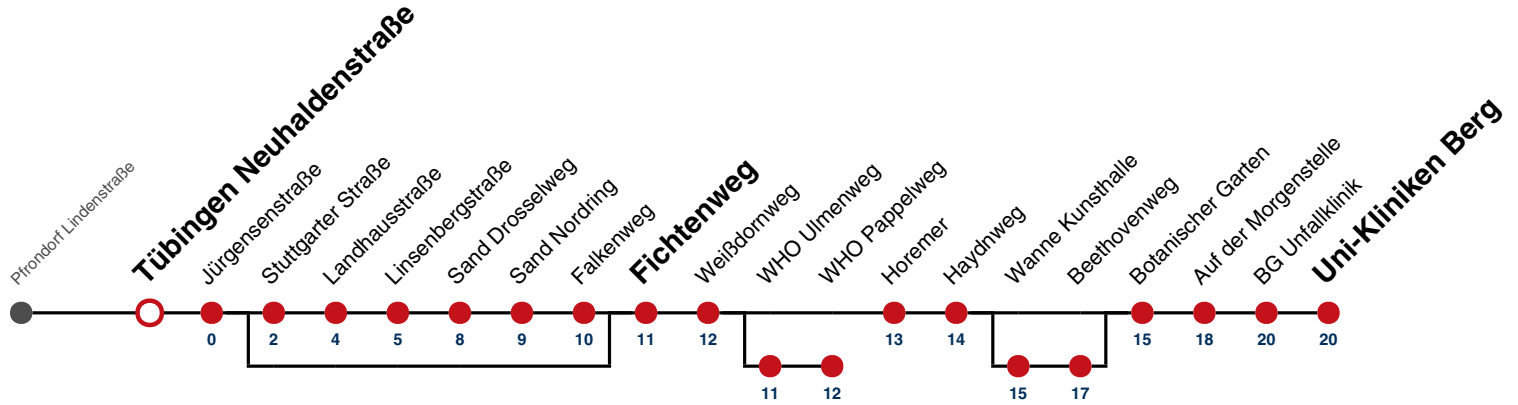 Pfrondorf Lindenstraße
Tübingen Neuhaldenstraße
Jürgensenstraße
Stuttgarter Straße
Landhausstraße
Linsenbergstraße
Sand Drosselweg
Sand Nordring
Falkenweg
Fichtenweg
Weißdornweg
WHO Ulmenweg
WHO Pappelweg
Horemer
Haydnweg
Wanne Kunsthalle
Beethovenweg
Botanischer Garten
Auf der Morgenstelle
BG Unfallklinik
Uni-Kliniken Berg
0 2 4 5 8 9 10 11 12 13 14 15 18 20 20
11 12 15 17